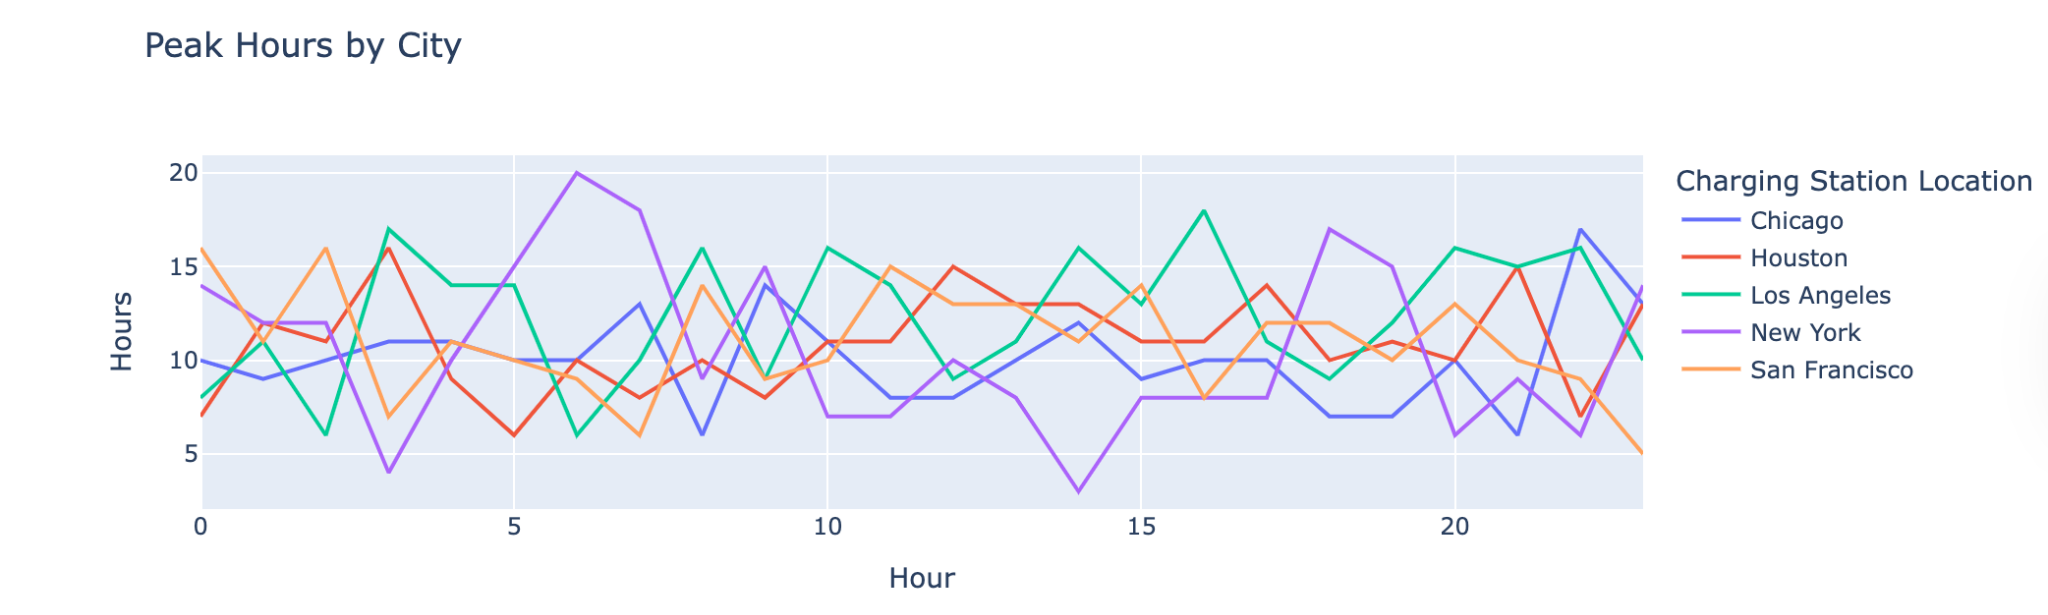 Peak Hours by City
20
15
10
5
Hours
0 5 10 15 20
Hour
Charging Station Location
Chicago
Houston
Los Angeles
New York
San Francisco